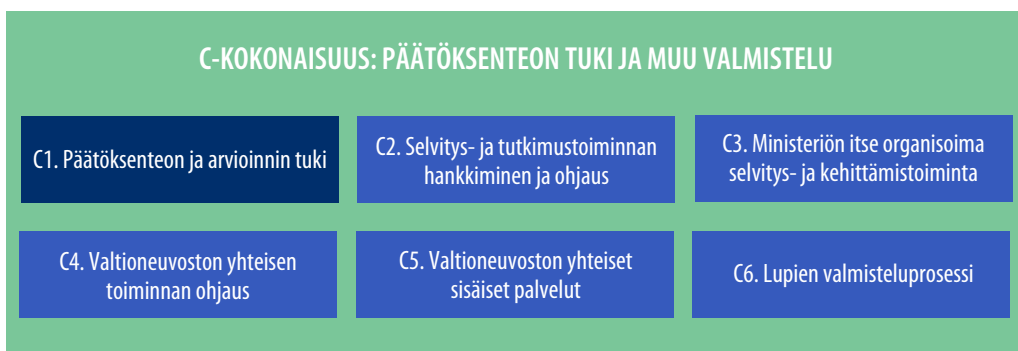 C-KOKONAISUUS: PÄÄTÖKSENTEON TUKI JA MUU VALMISTELU
C1. Päätöksenteon ja arvioinnin tuki
C2. Selvitys- ja tutkimustoiminnan
hankkiminen ja ohjaus
C3. Ministeriön itse organisoima
selvitys- ja kehittämistoiminta
C4. Valtioneuvoston yhteisen
toiminnan ohjaus
C5. Valtioneuvoston yhteiset
sisäiset palvelut
C6. Lupien valmisteluprosessi